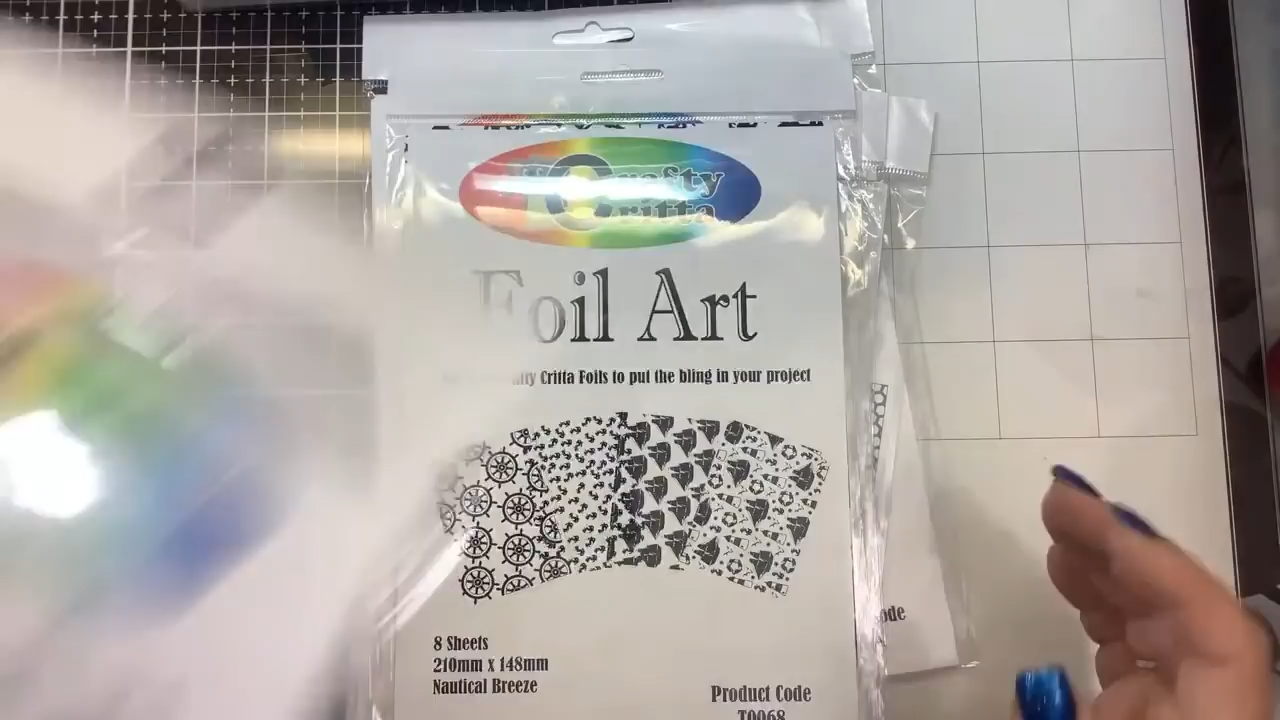 Crafty
Critta
Foil Art
Critta Foils to put the bling in your project
8 Sheets
210mm x 148mm
Nautical Breeze
Product Code
T0068